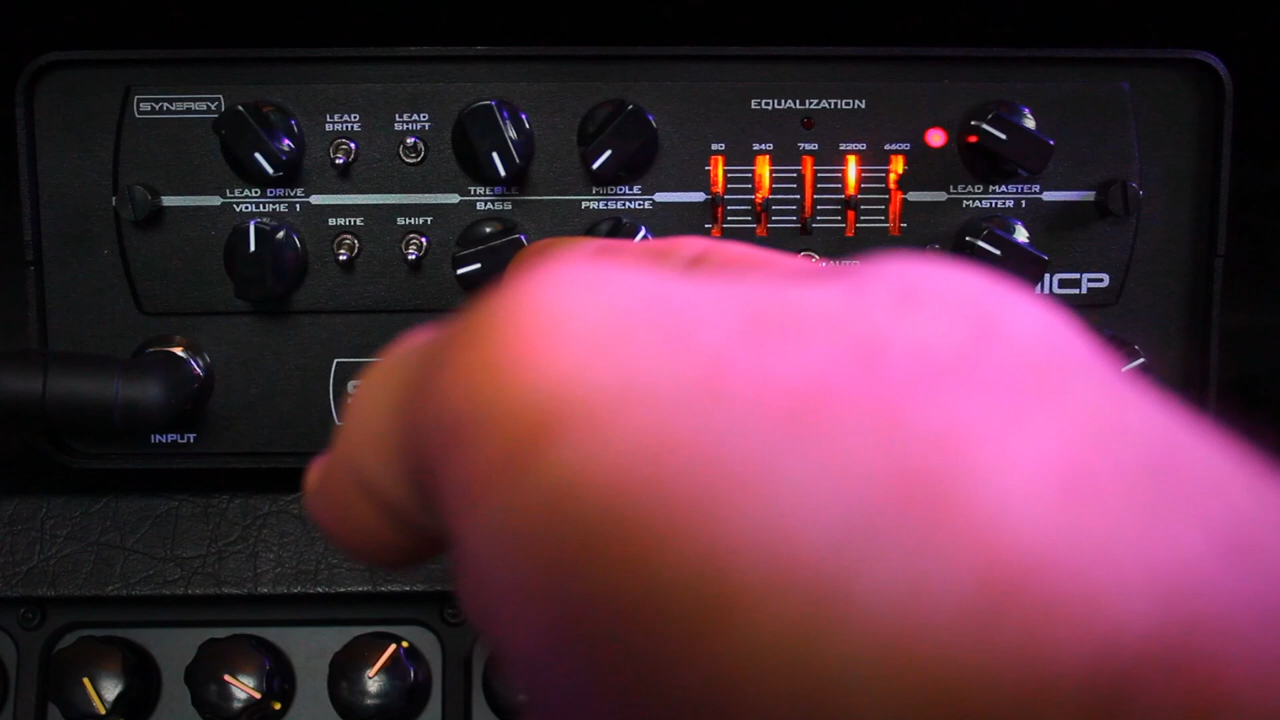 SYNERGY
LEAD BRITE
LEAD SHIFT
EQUALIZATION
80 240 750 2200 6600
LEAD DRIVE
VOLUME 1
TREBLE
BASS
MIDDLE
PRESENCE
LEAD MASTER
MASTER 1
BRITE
SHIFT
AUTO
INPUT